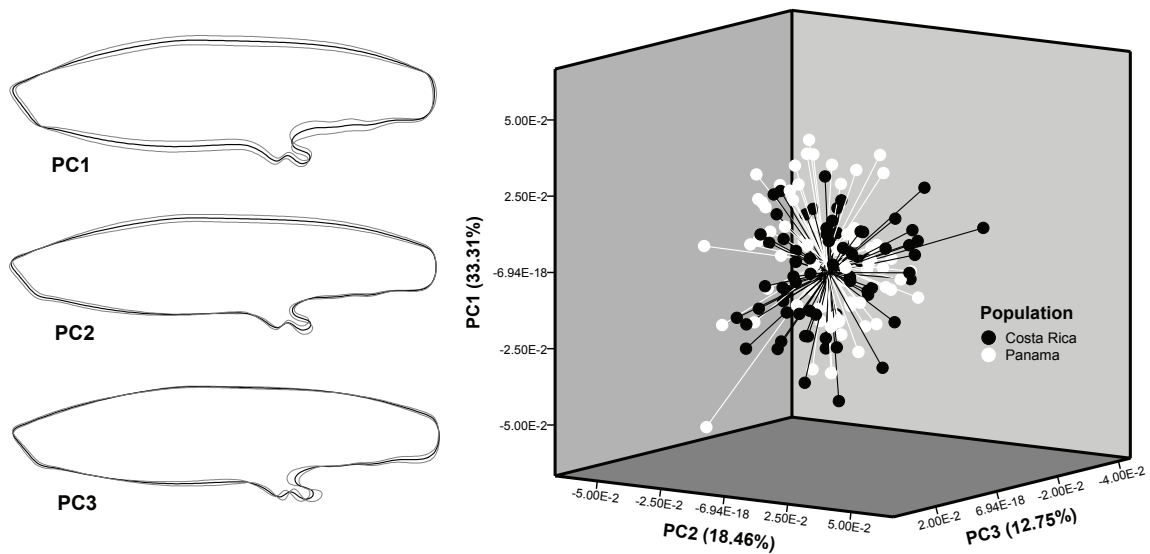 PC1
PC2
PC3
5.00E-2
2.50E-2
-6.94E-18
-2.50E-2
-5.00E-2
PC1 (33.31%)
-5.00E-2
-2.50E-2
-6.94E-18
2.50E-2
5.00E-2
PC2 (18.46%)
2.00E-2
6.94E-18
-2.00E-2
-4.00E-2
PC3 (12.75%)
Population
Costa Rica
Panama